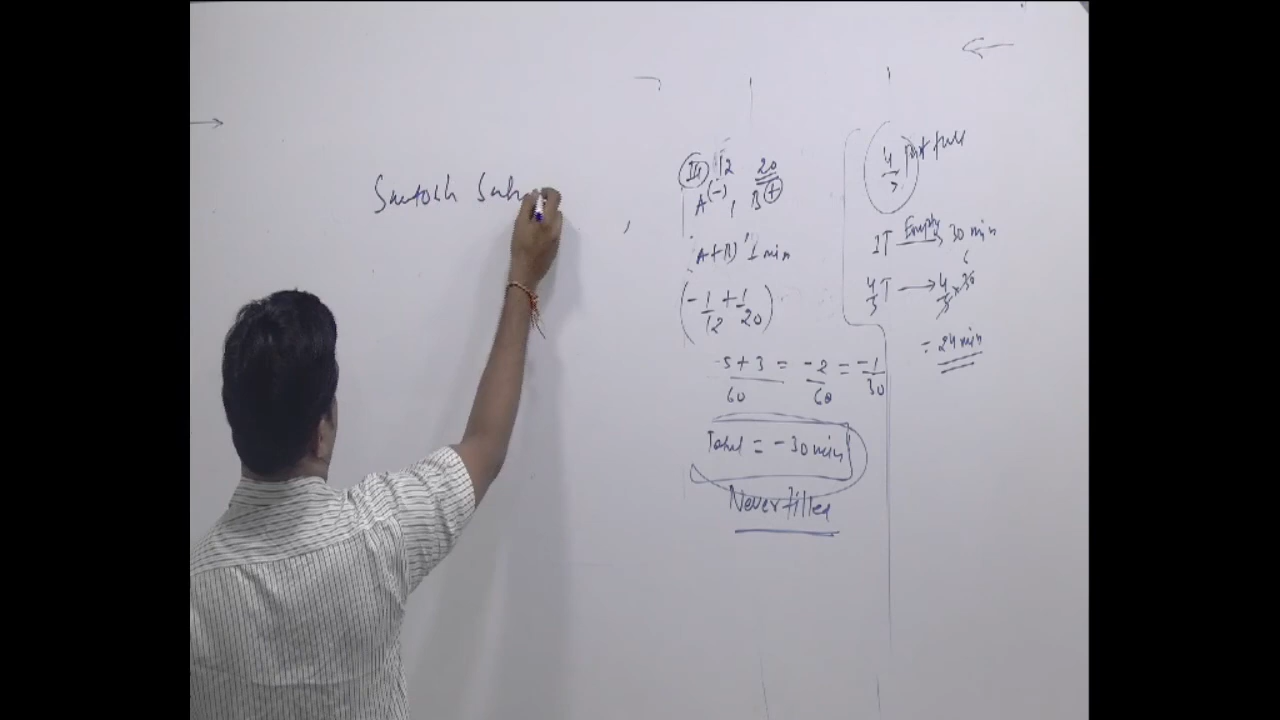 Santosh Sah
III 12 20
A(-), B(+)
(A+B)' 1 min
(-1/12 + 1/20)
-5+3/60 = -2/60 = -1/30
Total = -30 min
Never filled
4/5 full
1T Empty → 30 min
4/5 T → 4/5 × 30 6
= 24 min